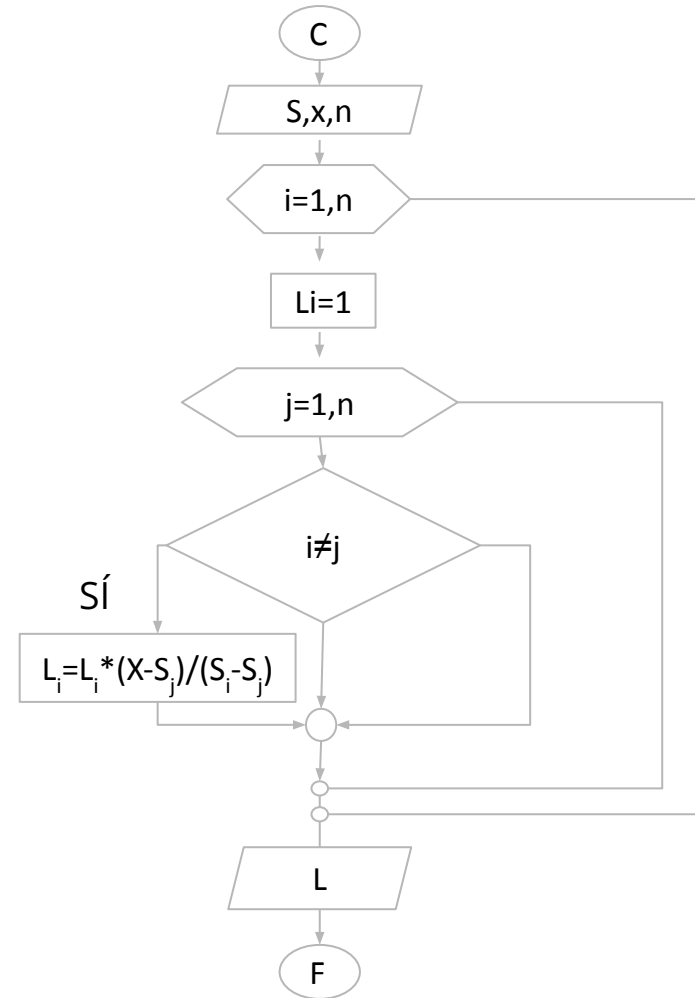 C
S,x,n
i=1,n
Li=1
j=1,n
i≠j
SÍ
Lᵢ=Lᵢ*(X-Sⱼ)/(Sᵢ-Sⱼ)
L
F